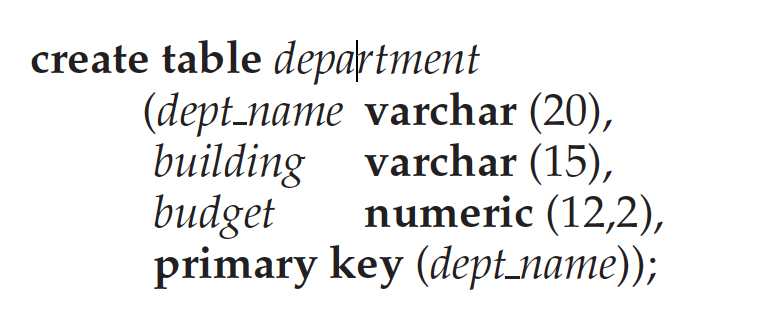 create table department
(dept_name varchar (20),
building varchar (15),
budget numeric (12,2),
primary key (dept_name));